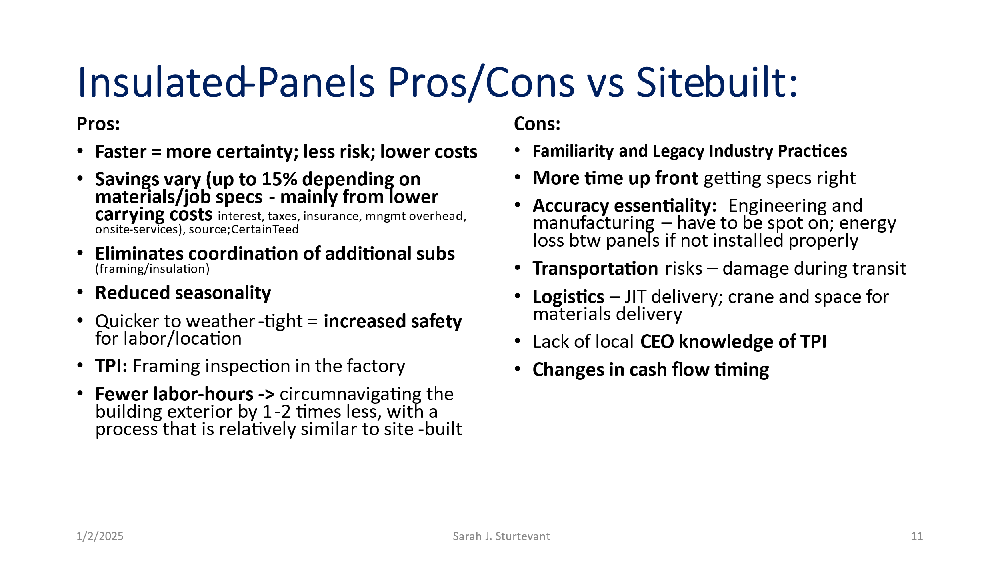 Insulated-Panels Pros/Cons vs Sitebuilt:
Pros:
• Faster = more certainty; less risk; lower costs
• Savings vary (up to 15% depending on
materials/job specs - mainly from lower
carrying costs interest, taxes, insurance, mngmt overhead,
onsite-services), source;CertainTeed
• Eliminates coordination of additional subs
(framing/insulation)
• Reduced seasonality
• Quicker to weather-tight = increased safety
for labor/location
• TPI: Framing inspection in the factory
• Fewer labor-hours -> circumnavigating the
building exterior by 1-2 times less, with a
process that is relatively similar to site-built
Cons:
• Familiarity and Legacy Industry Practices
• More time up front getting specs right
• Accuracy essentiality: Engineering and
manufacturing – have to be spot on; energy
loss btw panels if not installed properly
• Transportation risks – damage during transit
• Logistics – JIT delivery; crane and space for
materials delivery
• Lack of local CEO knowledge of TPI
• Changes in cash flow timing
1/2/2025
Sarah J. Sturtevant
11